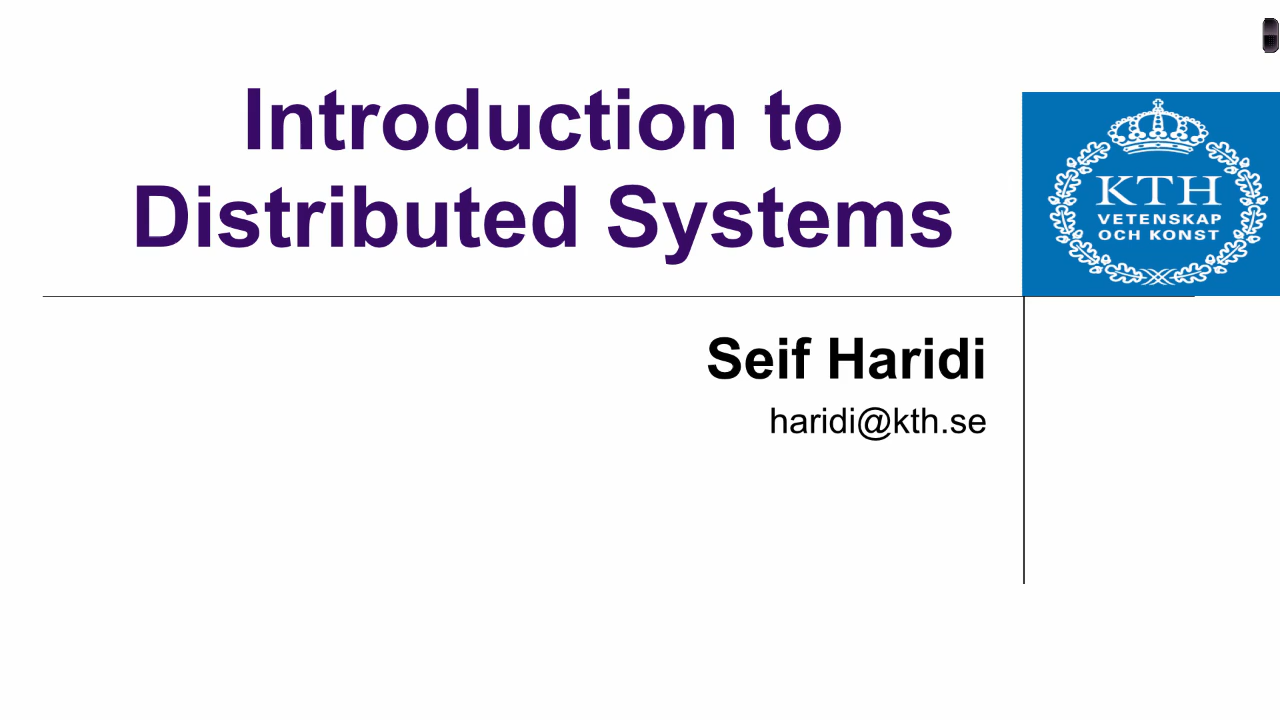 Introduction to
Distributed Systems
KTH
VETENSKAP
OCH KONST
Seif Haridi
haridi@kth.se